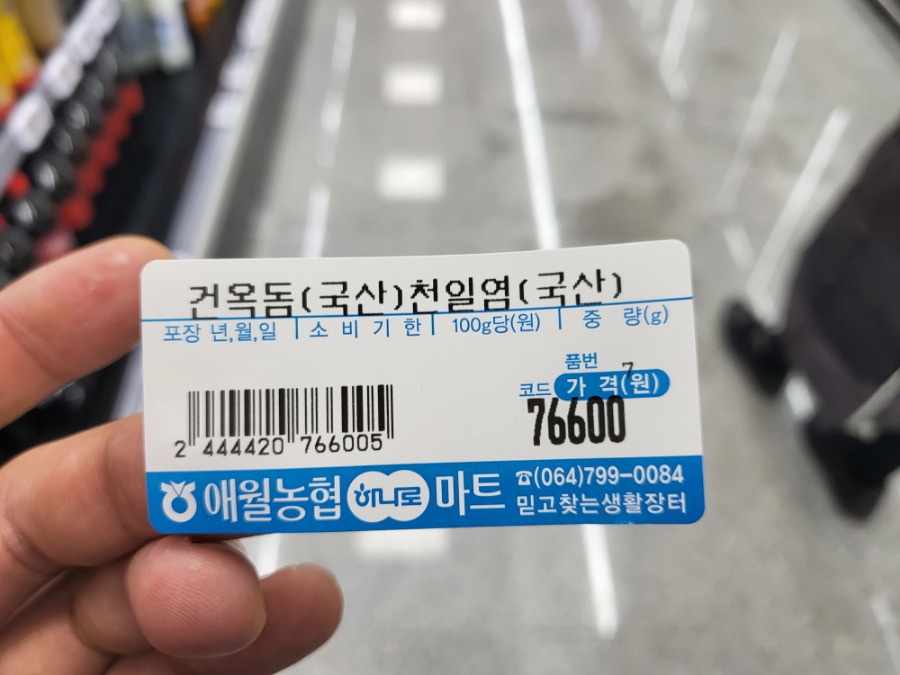 건옥돔(국산)천일염(국산)
포장 년,월,일 소 비 기 한 100g당(원) 중 량(g)
품번 7
코드 가 격(원)
76600
2 444420 766005
애월농협 하나로 마트 ☎(064)799-0084
믿고찾는생활장터